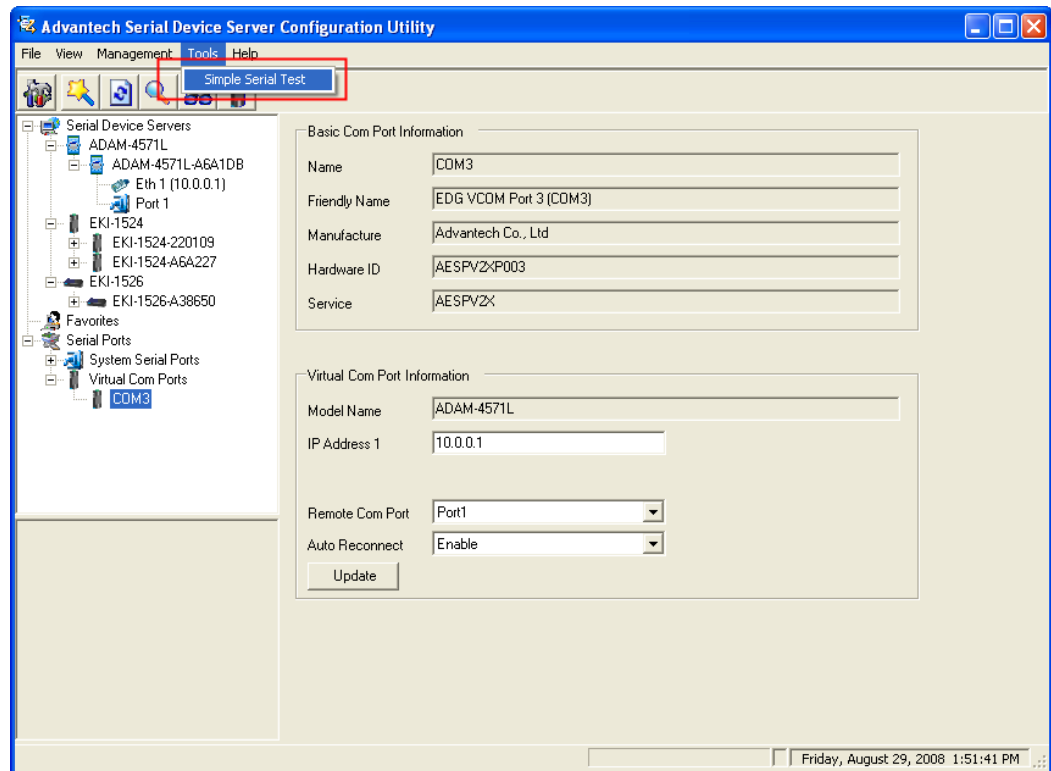 Advantech Serial Device Server Configuration Utility
File View Management Tools Help
Simple Serial Test
Serial Device Servers
ADAM-4571L
ADAM-4571L-A6A1DB
Eth 1 (10.0.0.1)
Port 1
EKI-1524
EKI-1524-220109
EKI-1524-A6A227
EKI-1526
EKI-1526-A38650
Favorites
Serial Ports
System Serial Ports
Virtual Com Ports
COM3
Basic Com Port Information
Name COM3
Friendly Name EDG VCOM Port 3 (COM3)
Manufacture Advantech Co., Ltd
Hardware ID AESPV2XP003
Service AESPV2X
Virtual Com Port Information
Model Name ADAM-4571L
IP Address 1 10.0.0.1
Remote Com Port Port1
Auto Reconnect Enable
Update
Friday, August 29, 2008 1:51:41 PM